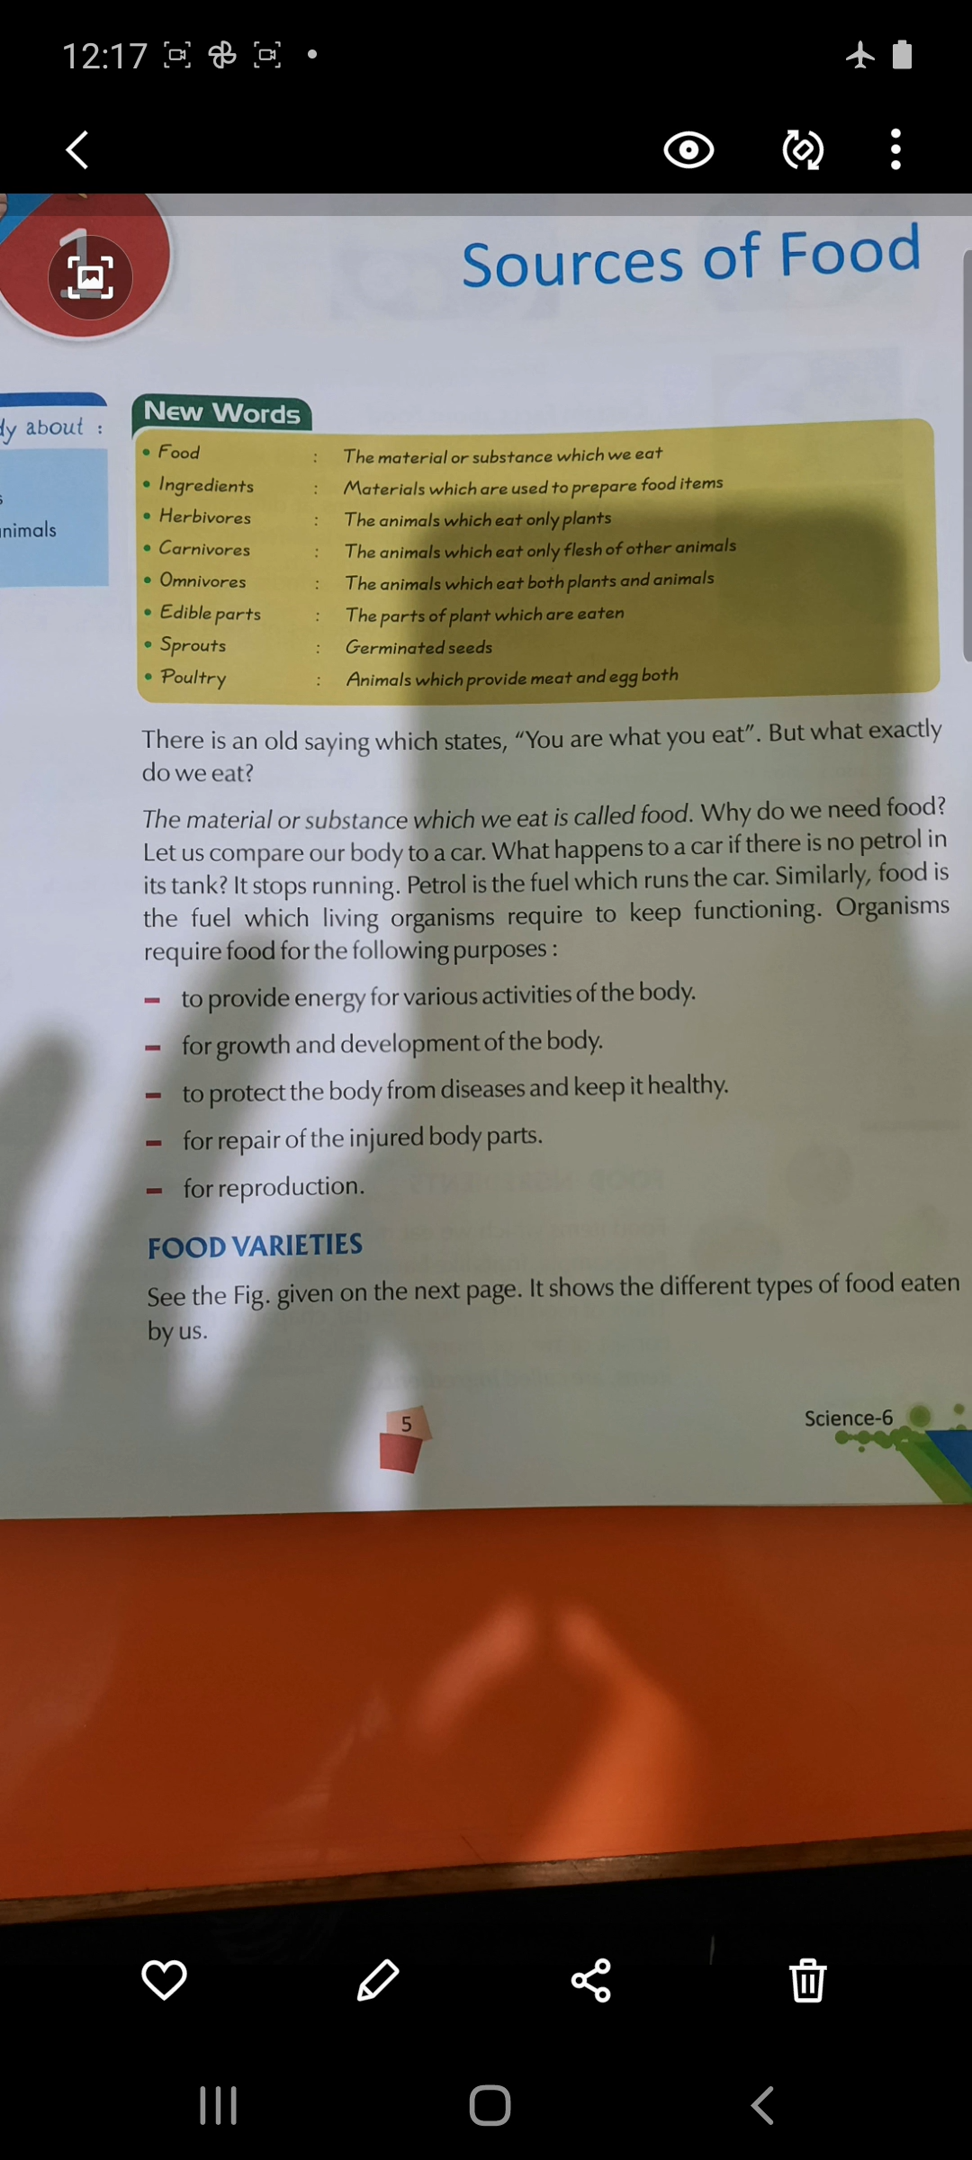 12:17
1
Sources of Food
dy about :
s
animals
New Words
• Food : The material or substance which we eat
• Ingredients : Materials which are used to prepare food items
• Herbivores : The animals which eat only plants
• Carnivores : The animals which eat only flesh of other animals
• Omnivores : The animals which eat both plants and animals
• Edible parts : The parts of plant which are eaten
• Sprouts : Germinated seeds
• Poultry : Animals which provide meat and egg both
There is an old saying which states, “You are what you eat”. But what exactly
do we eat?
The material or substance which we eat is called food. Why do we need food?
Let us compare our body to a car. What happens to a car if there is no petrol in
its tank? It stops running. Petrol is the fuel which runs the car. Similarly, food is
the fuel which living organisms require to keep functioning. Organisms
require food for the following purposes :
– to provide energy for various activities of the body.
– for growth and development of the body.
– to protect the body from diseases and keep it healthy.
– for repair of the injured body parts.
– for reproduction.
FOOD VARIETIES
See the Fig. given on the next page. It shows the different types of food eaten
by us.
5
Science-6